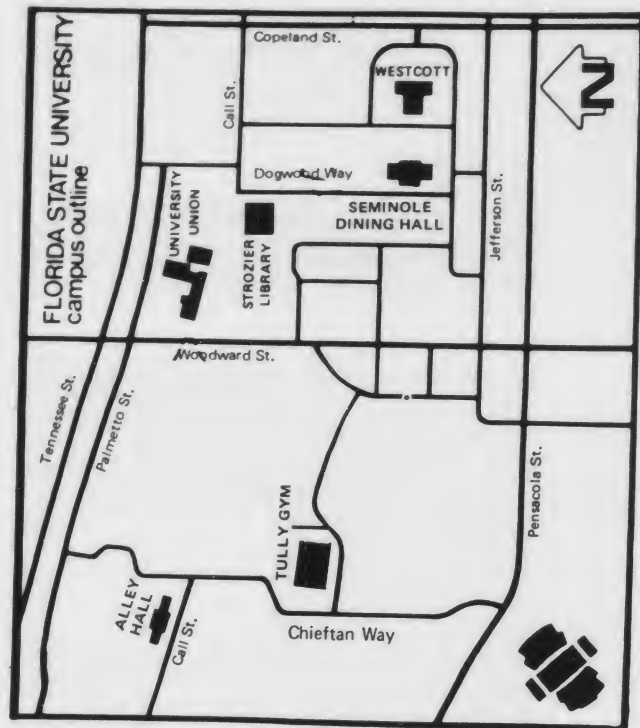 FLORIDA STATE UNIVERSITY
campus outline
Copeland St.
WESTCOTT
N
Call St.
Dogwood Way
UNIVERSITY
UNION
STROZIER
LIBRARY
SEMINOLE
DINING HALL
Jefferson St.
Woodward St.
Tennessee St.
Palmetto St.
TULLY GYM
Pensacola St.
ALLEY
HALL
Call St.
Chieftan Way